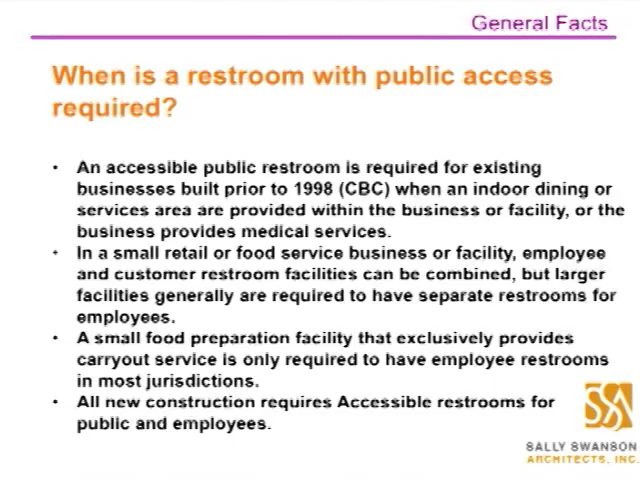 General Facts
When is a restroom with public access
required?
• An accessible public restroom is required for existing
businesses built prior to 1998 (CBC) when an indoor dining or
services area are provided within the business or facility, or the
business provides medical services.
• In a small retail or food service business or facility, employee
and customer restroom facilities can be combined, but larger
facilities generally are required to have separate restrooms for
employees.
• A small food preparation facility that exclusively provides
carryout service is only required to have employee restrooms
in most jurisdictions.
• All new construction requires Accessible restrooms for
public and employees.
SSA
SALLY SWANSON
ARCHITECTS, INC.